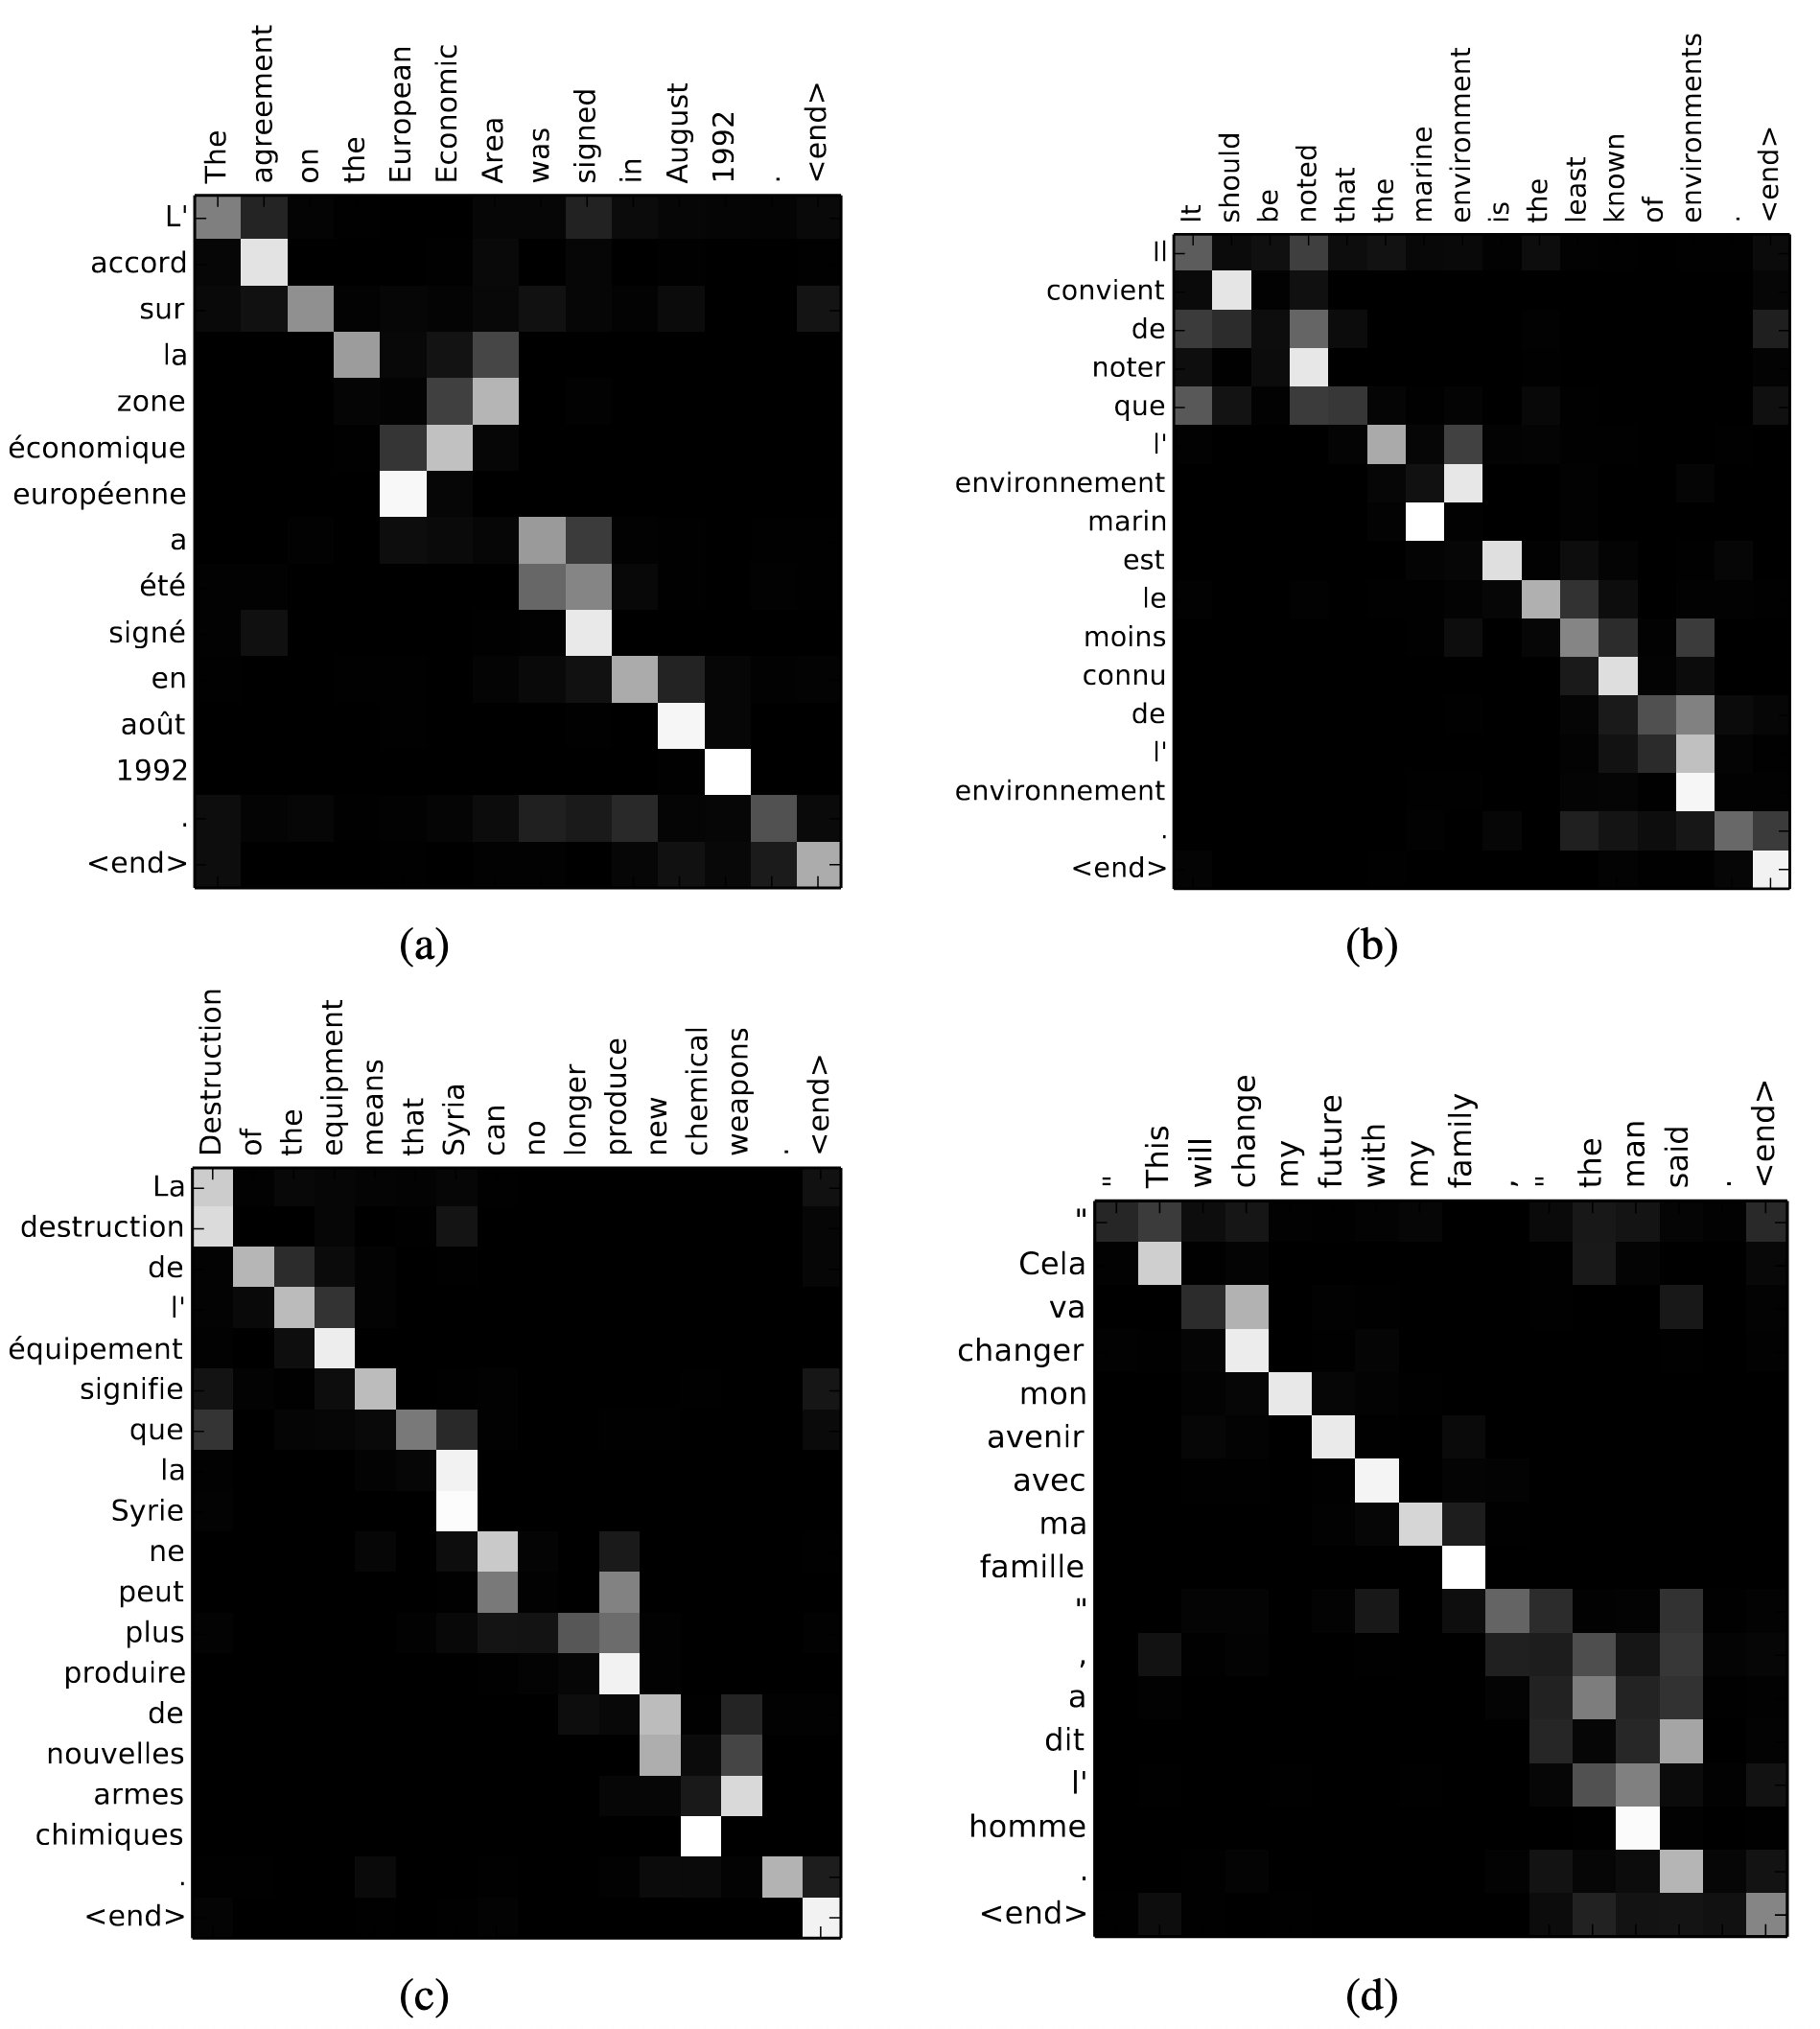 The agreement on the European Economic Area was signed in August 1992 . <end>
L'
accord
sur
la
zone
économique
européenne
a
été
signé
en
août
1992
.
<end>
(a)
It should be noted that the marine environment is the least known of environments . <end>
Il
convient
de
noter
que
l'
environnement
marin
est
le
moins
connu
de
l'
environnement
.
<end>
(b)
Destruction of the equipment means that Syria can no longer produce new chemical weapons . <end>
La
destruction
de
l'
équipement
signifie
que
la
Syrie
ne
peut
plus
produire
de
nouvelles
armes
chimiques
.
<end>
(c)
" This will change my future with my family , " the man said . <end>
"
Cela
va
changer
mon
avenir
avec
ma
famille
"
,
a
dit
l'
homme
.
<end>
(d)